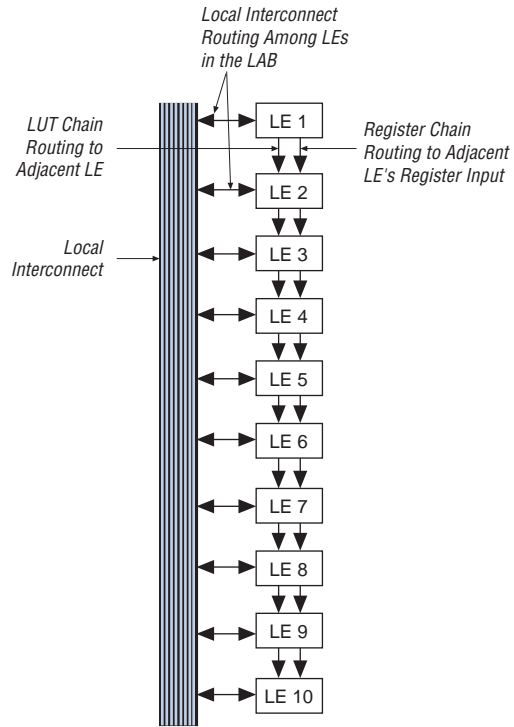 Local Interconnect
Routing Among LEs
in the LAB
LUT Chain
Routing to
Adjacent LE
Register Chain
Routing to Adjacent
LE's Register Input
Local
Interconnect
LE 1
LE 2
LE 3
LE 4
LE 5
LE 6
LE 7
LE 8
LE 9
LE 10